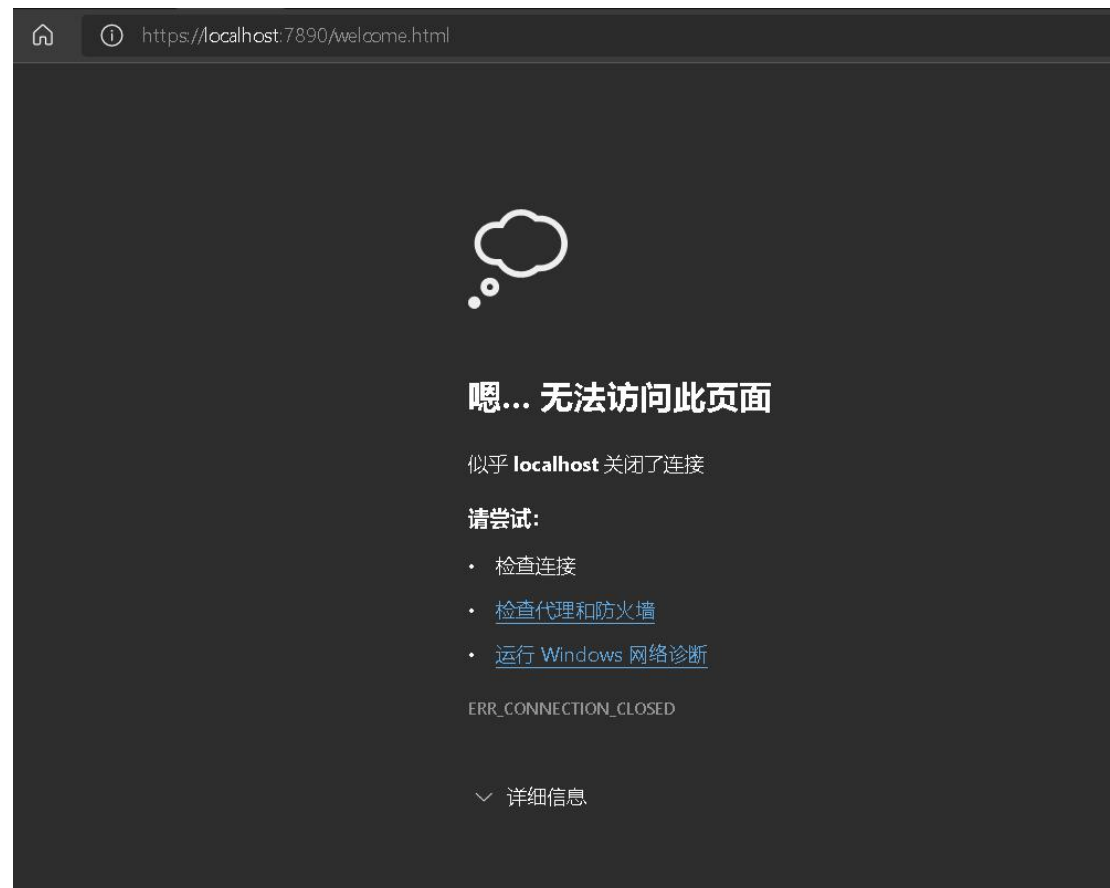 https://localhost:7890/welcome.html
嗯… 无法访问此页面
似乎 localhost 关闭了连接
请尝试:
• 检查连接
• 检查代理和防火墙
• 运行 Windows 网络诊断
ERR_CONNECTION_CLOSED
详细信息